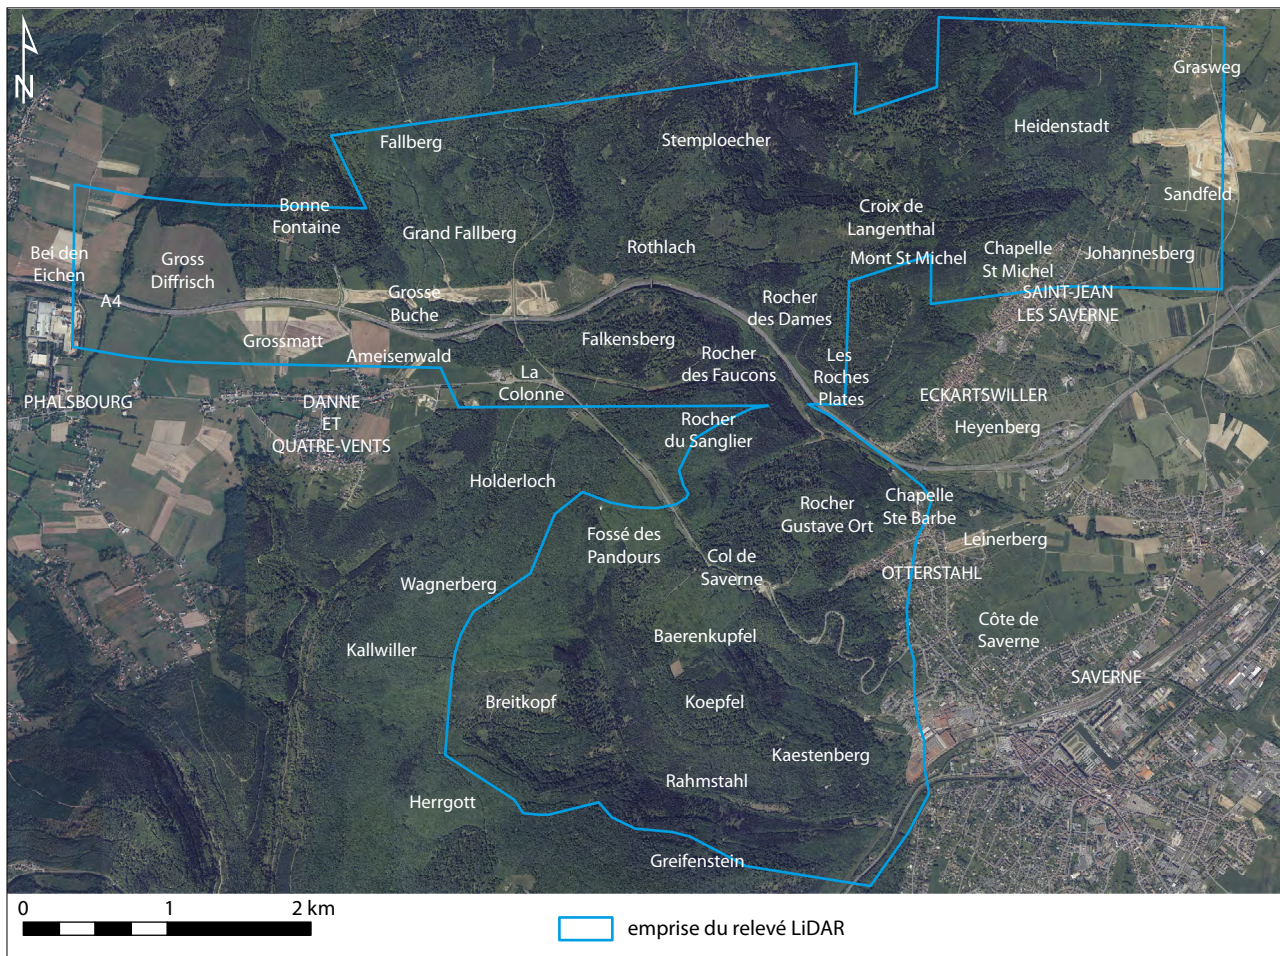 N
Grasweg
Fallberg
Stemploecher
Heidenstadt
Sandfeld
Bonne
Fontaine
Croix de
Langenthal
Grand Fallberg
Rothlach
Mont St Michel
Chapelle
St Michel
Johannesberg
Bei den
Eichen
Gross
Diffrisch
A4
Grosse
Buche
Rocher
des Dames
SAINT-JEAN
LES SAVERNE
Grossmatt
Ameisenwald
Falkensberg
Rocher
des Faucons
Les
Roches
Plates
La
Colonne
PHALSBOURG
DANNE
ET
QUATRE-VENTS
ECKARTSWILLER
Heyenberg
Rocher
du Sanglier
Holderloch
Rocher
Gustave Ort
Chapelle
Ste Barbe
Fossé des
Pandours
Leinerberg
Col de
Saverne
OTTERSTAHL
Wagnerberg
Côte de
Saverne
Baerenkupfel
Kallwiller
SAVERNE
Breitkopf
Koepfel
Kaestenberg
Rahmstahl
Herrgott
Greifenstein
0 1 2 km
emprise du relevé LiDAR